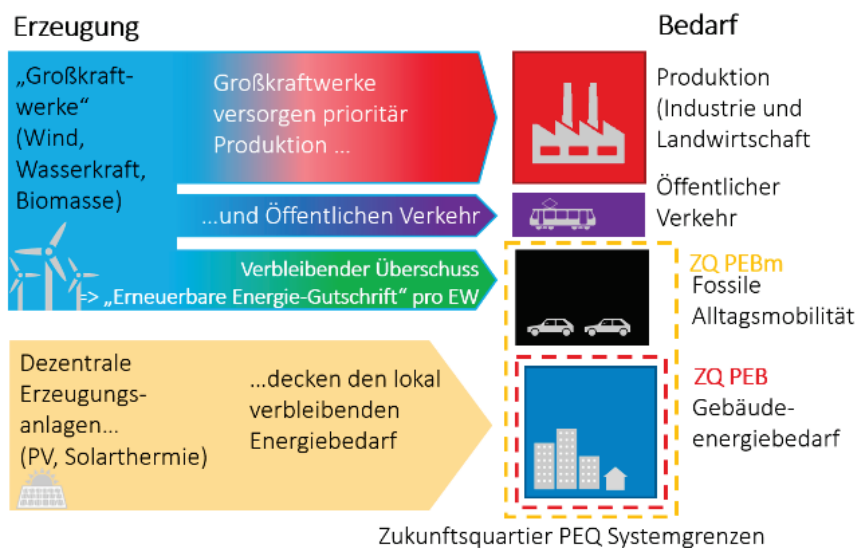 Erzeugung
Bedarf
„Großkraft-
werke“
(Wind,
Wasserkraft,
Biomasse)
Großkraftwerke
versorgen prioritär
Produktion ...
Produktion
(Industrie und
Landwirtschaft
...und Öffentlichen Verkehr
Öffentlicher
Verkehr
Verbleibender Überschuss
=> „Erneuerbare Energie-Gutschrift“ pro EW
ZQ PEBm
Fossile
Alltagsmobilität
Dezentrale
Erzeugungs-
anlagen...
(PV, Solarthermie)
...decken den lokal
verbleibenden
Energiebedarf
ZQ PEB
Gebäude-
energiebedarf
Zukunftsquartier PEQ Systemgrenzen